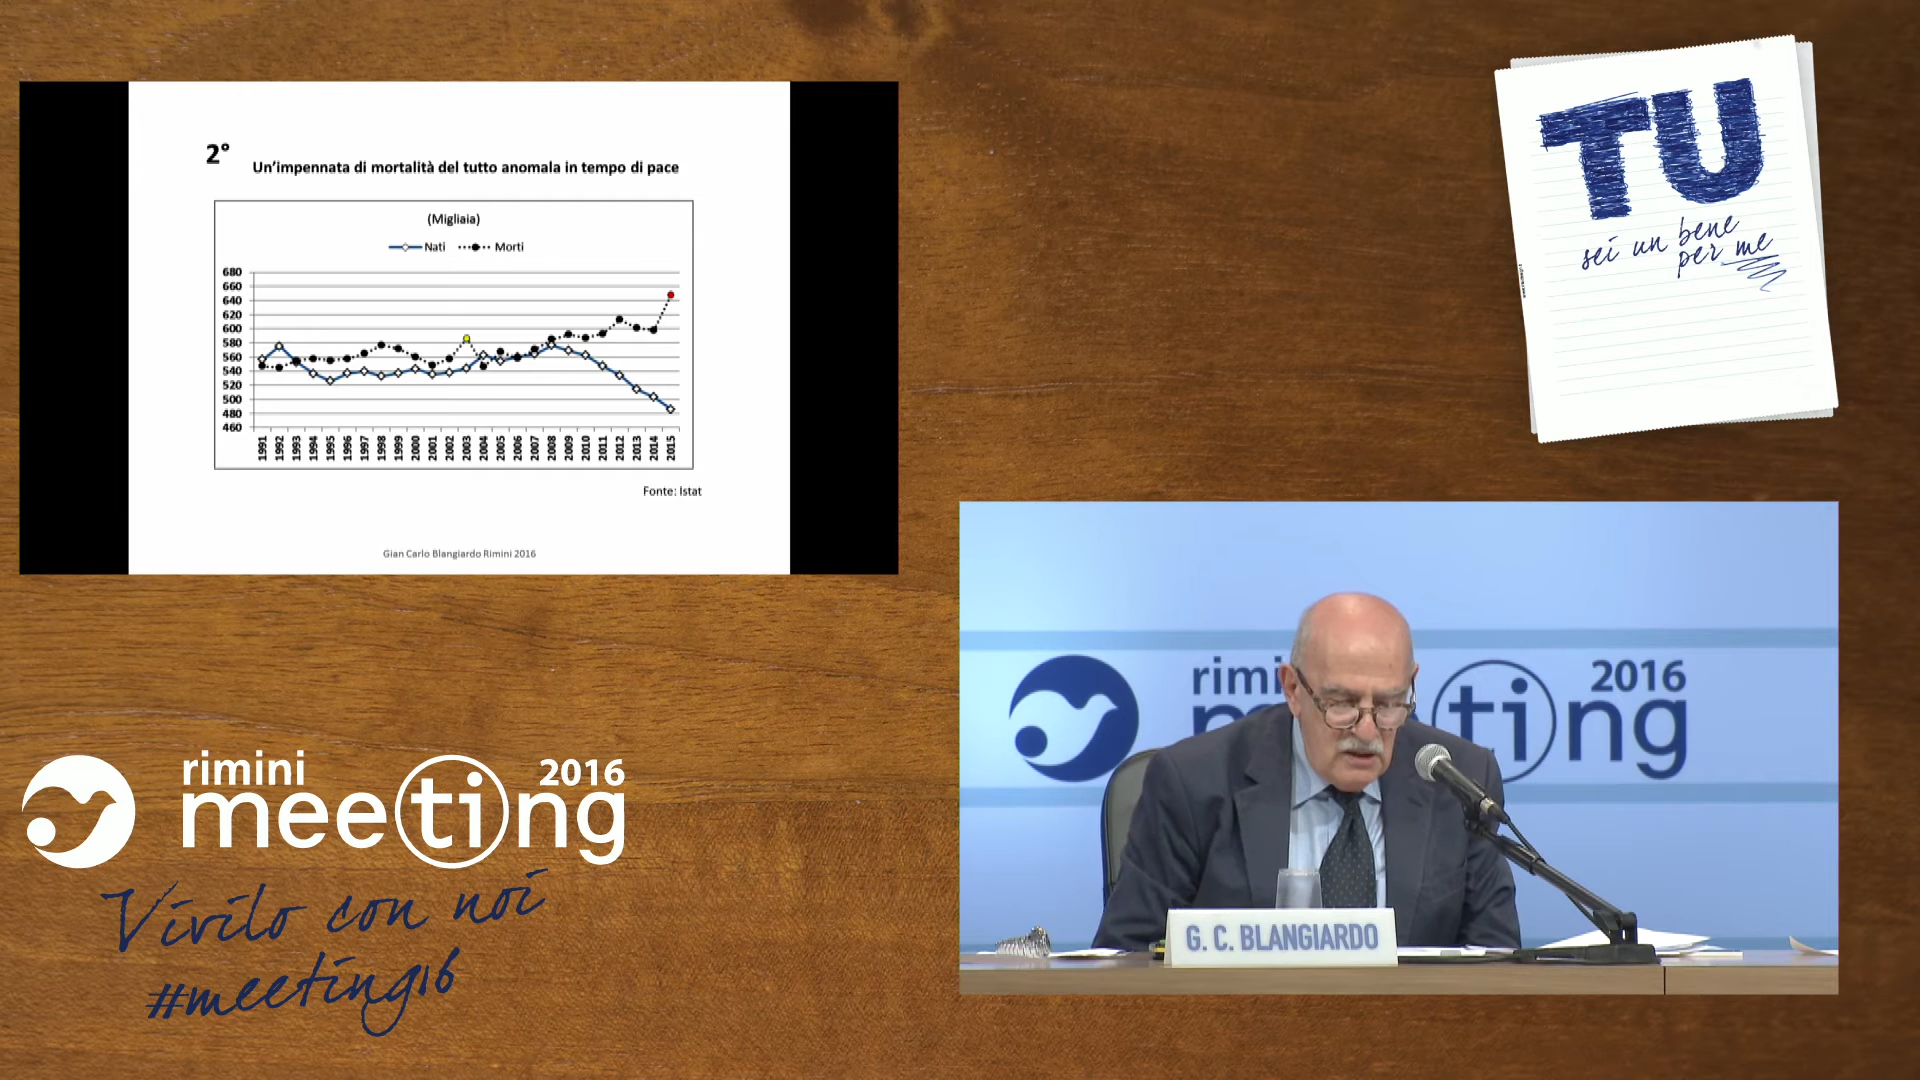 2°
Un'impennata di mortalità del tutto anomala in tempo di pace
(Migliaia)
Nati Morti
680
660
640
620
600
580
560
540
520
500
480
460
1991 1992 1993 1994 1995 1996 1997 1998 1999 2000 2001 2002 2003 2004 2005 2006 2007 2008 2009 2010 2011 2012 2013 2014 2015
Fonte: Istat
Gian Carlo Blangiardo Rimini 2016
TU
sei un bene
per me
rimini 2016
meeting
Vivilo con noi
#meeting16
2016
ting
G. C. BLANGIARDO